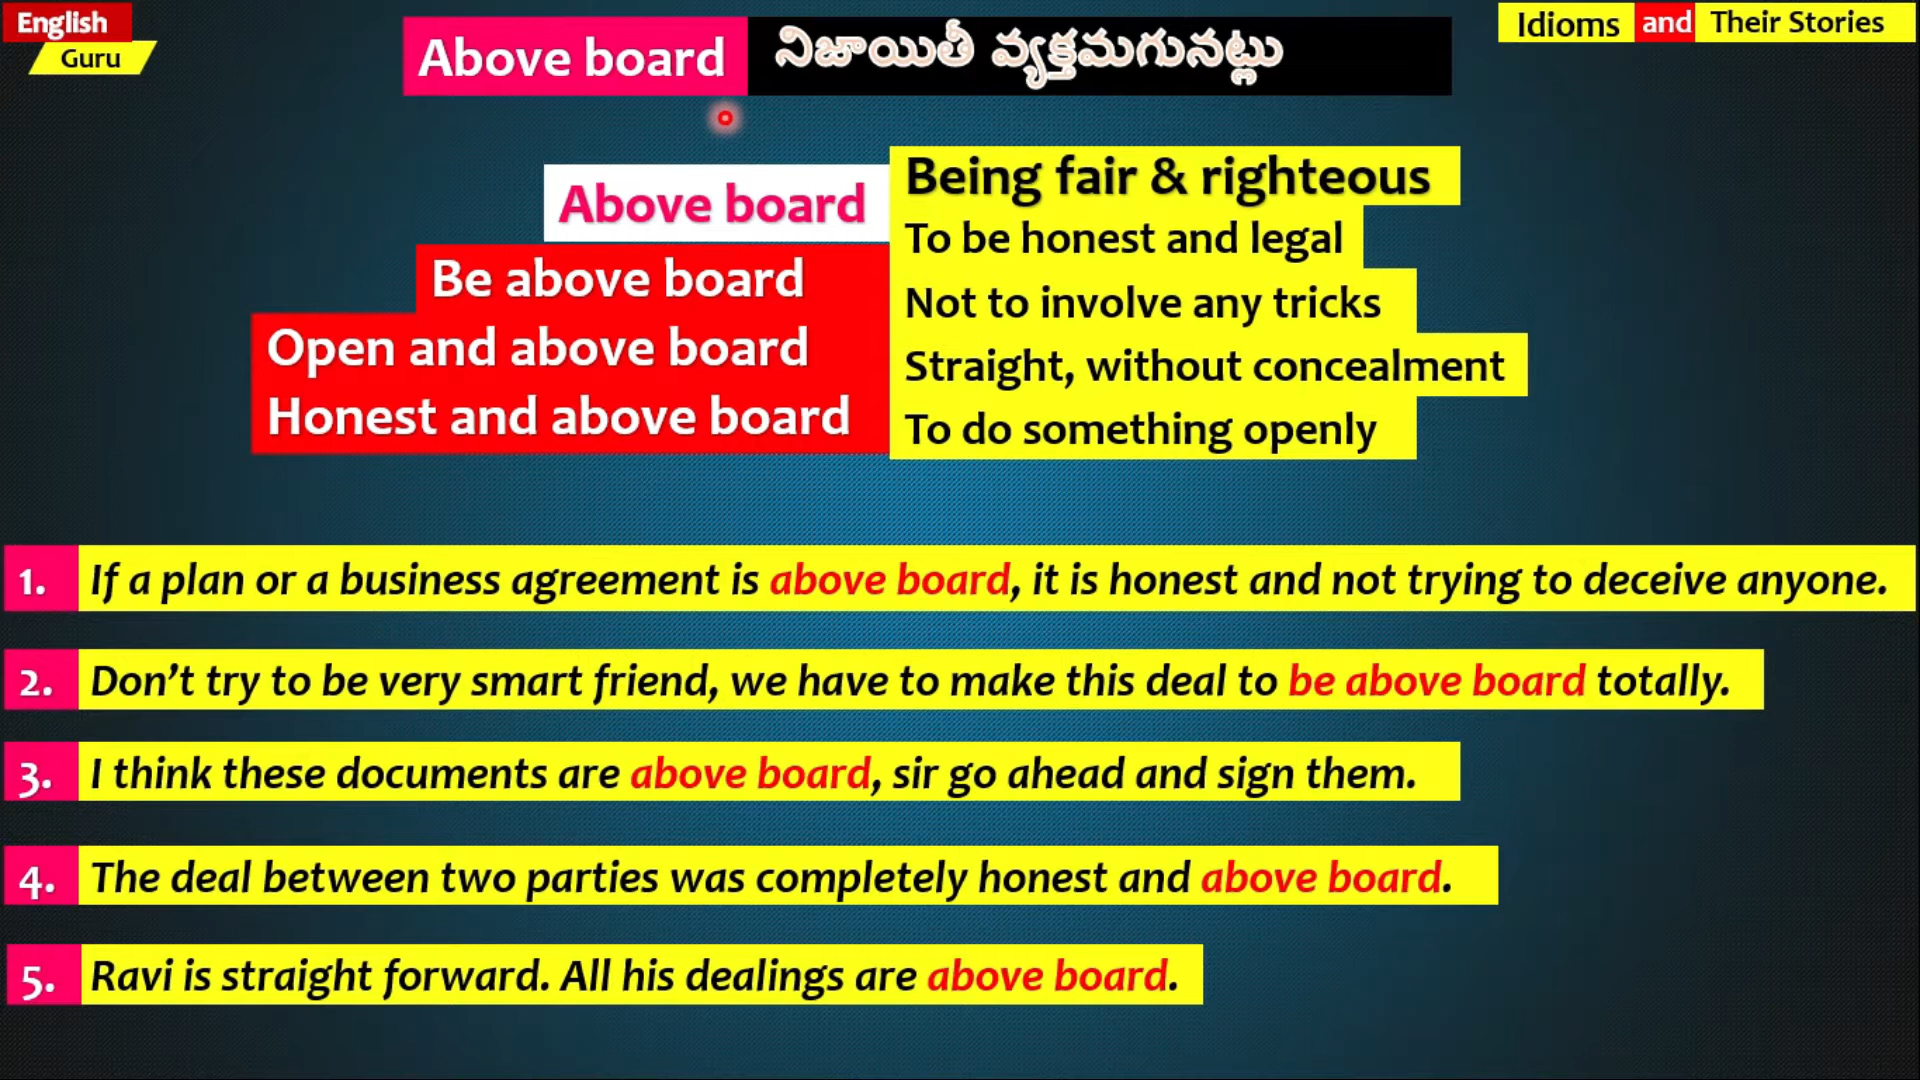 English
Guru
Above board
నిజాయితీ వ్యక్తమగునట్లు
Idioms and Their Stories
Above board
Be above board
Open and above board
Honest and above board
Being fair & righteous
To be honest and legal
Not to involve any tricks
Straight, without concealment
To do something openly
1. If a plan or a business agreement is above board, it is honest and not trying to deceive anyone.
2. Don’t try to be very smart friend, we have to make this deal to be above board totally.
3. I think these documents are above board, sir go ahead and sign them.
4. The deal between two parties was completely honest and above board.
5. Ravi is straight forward. All his dealings are above board.